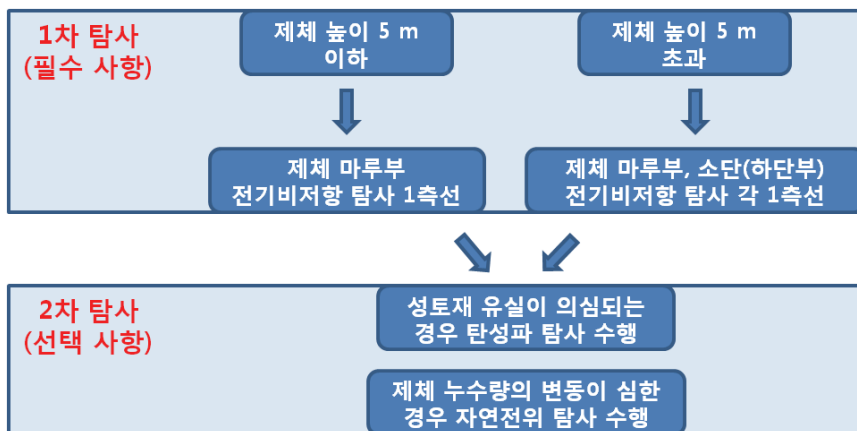 1차 탐사
(필수 사항)
제체 높이 5 m
이하
제체 높이 5 m
초과
제체 마루부
전기비저항 탐사 1측선
제체 마루부, 소단(하단부)
전기비저항 탐사 각 1측선
2차 탐사
(선택 사항)
성토재 유실이 의심되는
경우 탄성파 탐사 수행
제체 누수량의 변동이 심한
경우 자연전위 탐사 수행